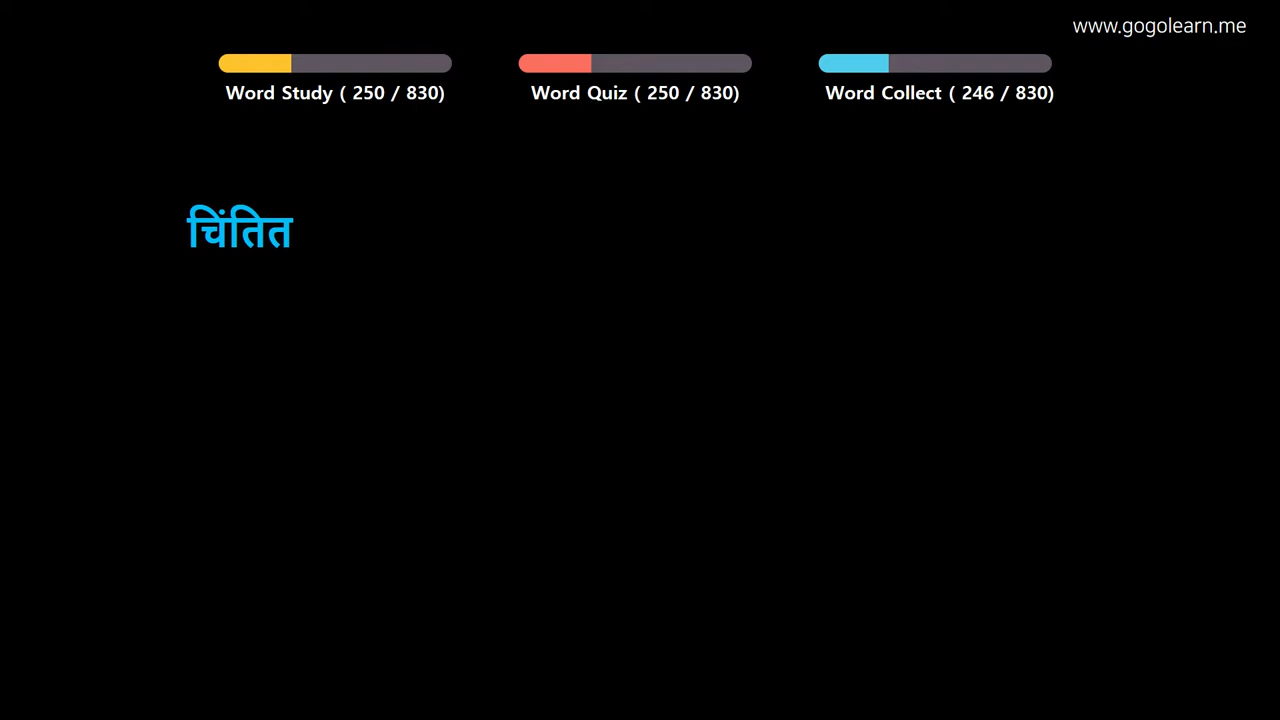 www.gogolearn.me
Word Study ( 250 / 830)
Word Quiz ( 250 / 830)
Word Collect ( 246 / 830)
चिंतित